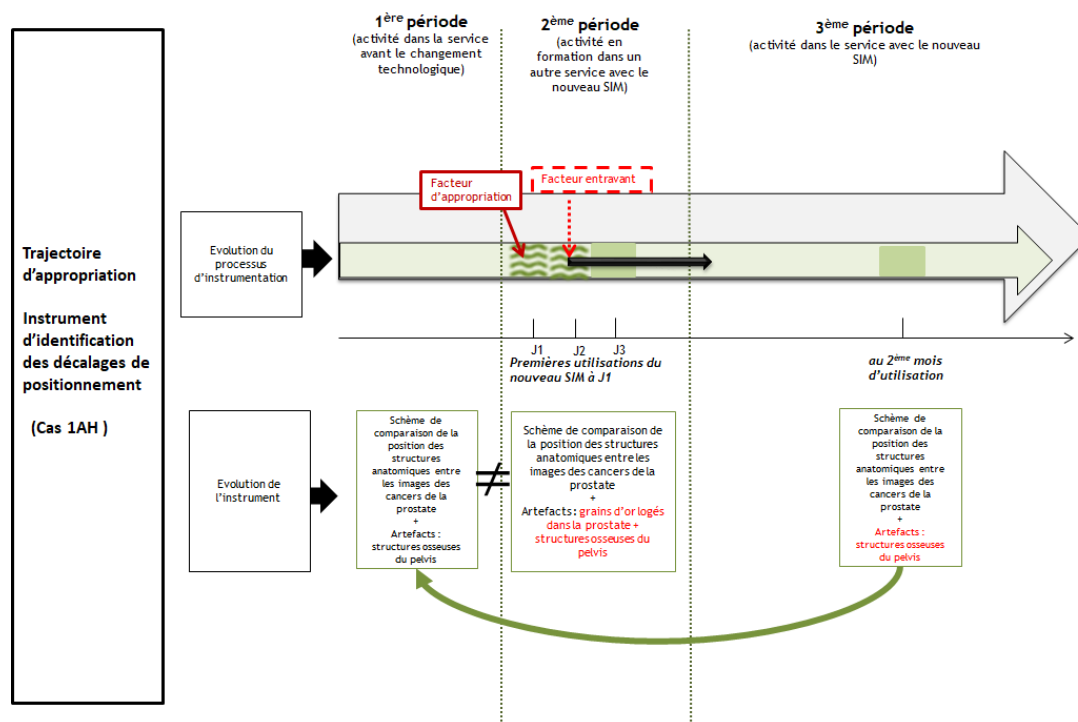 1ère période
(activité dans la service
avant le changement
technologique)
2ème période
(activité en
formation dans un
autre service avec le
nouveau SIM)
3ème période
(activité dans le service avec le nouveau
SIM)
Trajectoire
d’appropriation
Instrument
d’identification
des décalages de
positionnement
(Cas 1AH )
Evolution du
processus
d’instrumentation
Facteur
d’appropriation
Facteur entravant
J1
J2
J3
Premières utilisations du
nouveau SIM à J1
au 2ème mois
d’utilisation
Evolution de
l’instrument
Schème de
comparaison de la
position des
structures
anatomiques entre
les images des
cancers de la
prostate
+
Artefacts :
structures osseuses
du pelvis
≠
Schème de comparaison de
la position des structures
anatomiques entre les
images des cancers de la
prostate
+
Artefacts : grains d’or logés
dans la prostate +
structures osseuses du
pelvis
Schème de
comparaison de la
position des
structures
anatomiques entre
les images des
cancers de la
prostate
+
Artefacts :
structures osseuses
du pelvis